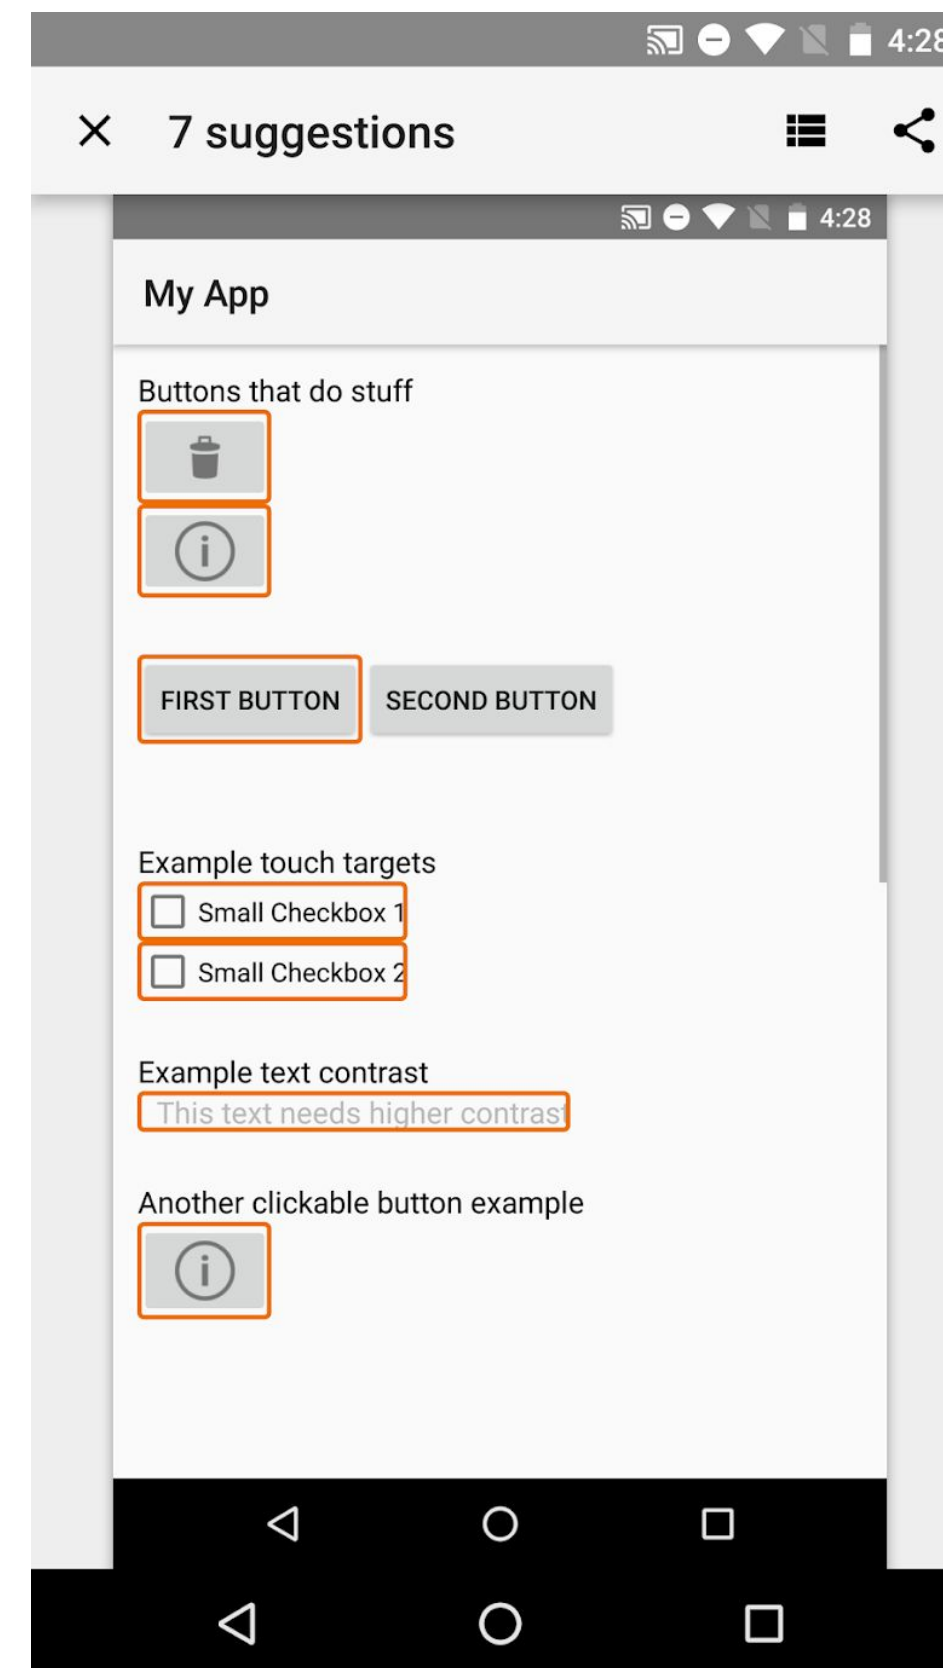 4:28
7 suggestions
4:28
My App
Buttons that do stuff
FIRST BUTTON SECOND BUTTON
Example touch targets
Small Checkbox 1
Small Checkbox 2
Example text contrast
This text needs higher contrast
Another clickable button example